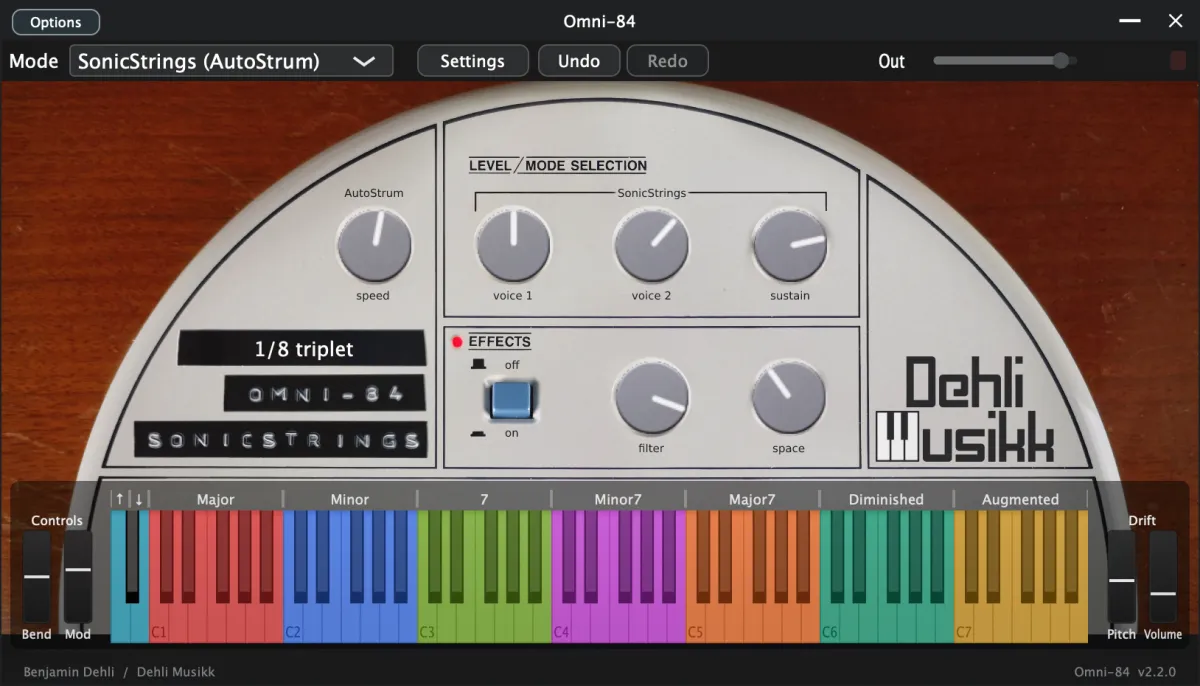 Options
Omni-84
Mode
SonicStrings (AutoStrum)
Settings
Undo
Redo
Out
LEVEL/MODE SELECTION
AutoStrum
SonicStrings
speed
voice 1
voice 2
sustain
1/8 triplet
OMNI-84
SONICSTRINGS
EFFECTS
off
on
filter
space
Dehli
Musikk
Controls
Bend
Mod
↑
↓
Major
Minor
7
Minor7
Major7
Diminished
Augmented
C1
C2
C3
C4
C5
C6
C7
Drift
Pitch
Volume
Benjamin Dehli / Dehli Musikk
Omni-84 v2.2.0